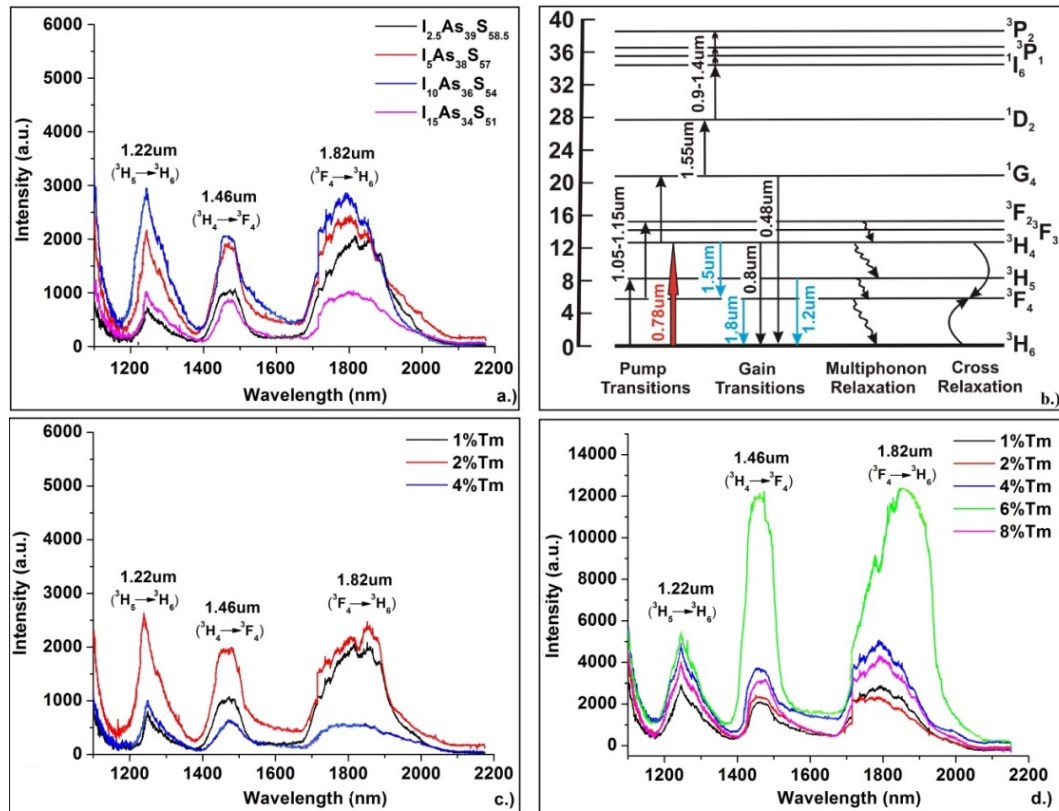 6000
5000
4000
3000
2000
1000
0
Intensity (a.u.)
1200 1400 1600 1800 2000 2200
Wavelength (nm)
I2.5As39S58.5
I5As38S57
I10As36S54
I15As34S51
1.22um
(³H₅→³H₆)
1.46um
(³H₄→³F₄)
1.82um
(³F₄→³H₆)
a.)
40
36
32
28
24
20
16
12
8
4
0
³P₂
³P₁
¹I₆
¹D₂
¹G₄
³F₂³F₃
³H₄
³H₅
³F₄
³H₆
1.05-1.15um
0.78um
1.55um
0.9-1.4um
1.5um
1.8um
0.8um
0.48um
1.2um
Pump
Transitions
Gain
Transitions
Multiphonon
Relaxation
Cross
Relaxation
b.)
6000
5000
4000
3000
2000
1000
0
Intensity (a.u.)
1200 1400 1600 1800 2000 2200
Wavelength (nm)
1%Tm
2%Tm
4%Tm
1.22um
(³H₅→³H₆)
1.46um
(³H₄→³F₄)
1.82um
(³F₄→³H₆)
c.)
14000
12000
10000
8000
6000
4000
2000
0
Intensity (a.u.)
1200 1400 1600 1800 2000 2200
Wavelength (nm)
1%Tm
2%Tm
4%Tm
6%Tm
8%Tm
1.22um
(³H₅→³H₆)
1.46um
(³H₄→³F₄)
1.82um
(³F₄→³H₆)
d.)